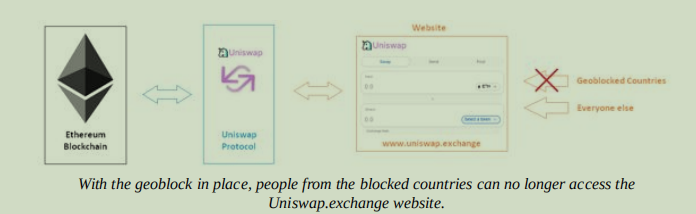 Website
Uniswap
Uniswap
Swap
Send
Pool
Input
0.0
ETH
Geoblocked Countries
Everyone else
0.0
Select a token
Ethereum
Blockchain
Uniswap
Protocol
www.uniswap.exchange
With the geoblock in place, people from the blocked countries can no longer access the
Uniswap.exchange website.